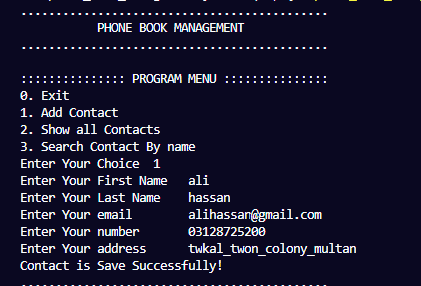 ............................................
PHONE BOOK MANAGEMENT
............................................
::::::::::::::: PROGRAM MENU :::::::::::::::
0. Exit
1. Add Contact
2. Show all Contacts
3. Search Contact By name
Enter Your Choice  1
Enter Your First Name   ali
Enter Your Last Name    hassan
Enter Your email        alihassan@gmail.com
Enter Your number       03128725200
Enter Your address      twkal_twon_colony_multan
Contact is Save Successfully!
............................................